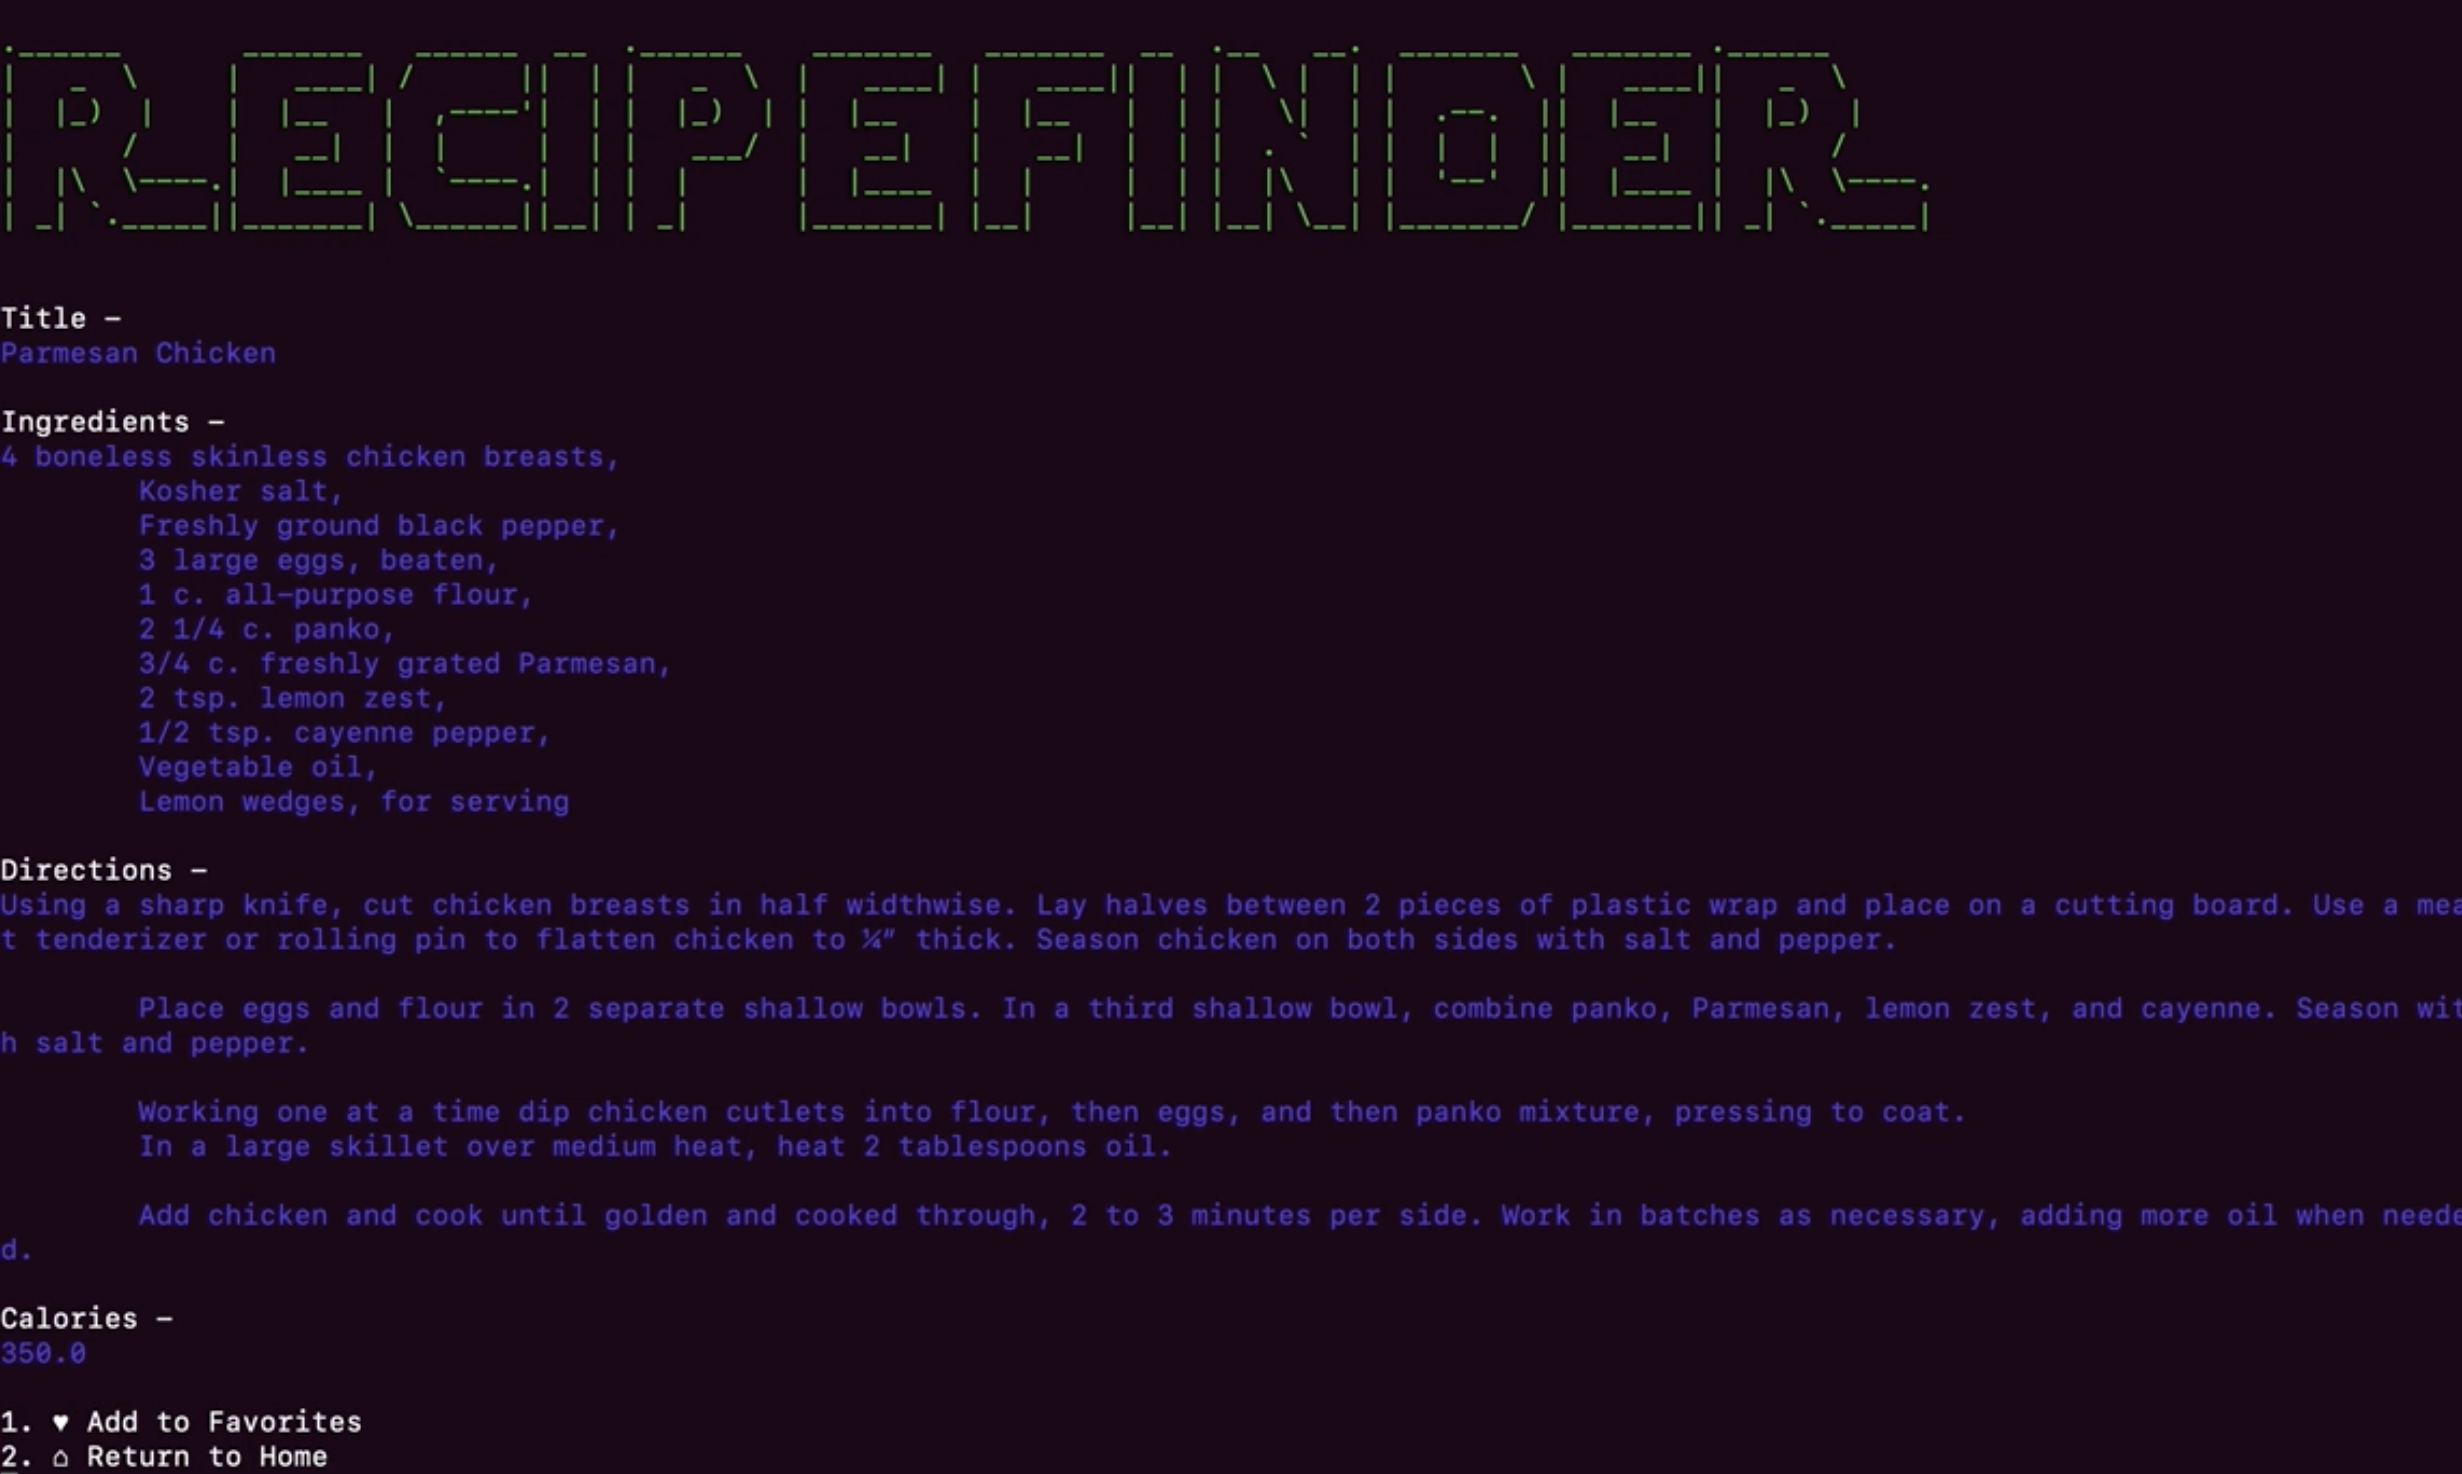 RECIPEFINDER
Title –
Parmesan Chicken
Ingredients –
4 boneless skinless chicken breasts,
Kosher salt,
Freshly ground black pepper,
3 large eggs, beaten,
1 c. all-purpose flour,
2 1/4 c. panko,
3/4 c. freshly grated Parmesan,
2 tsp. lemon zest,
1/2 tsp. cayenne pepper,
Vegetable oil,
Lemon wedges, for serving
Directions –
Using a sharp knife, cut chicken breasts in half widthwise. Lay halves between 2 pieces of plastic wrap and place on a cutting board. Use a mea
t tenderizer or rolling pin to flatten chicken to ¼” thick. Season chicken on both sides with salt and pepper.
Place eggs and flour in 2 separate shallow bowls. In a third shallow bowl, combine panko, Parmesan, lemon zest, and cayenne. Season wit
h salt and pepper.
Working one at a time dip chicken cutlets into flour, then eggs, and then panko mixture, pressing to coat.
In a large skillet over medium heat, heat 2 tablespoons oil.
Add chicken and cook until golden and cooked through, 2 to 3 minutes per side. Work in batches as necessary, adding more oil when neede
d.
Calories –
350.0
1. ♥ Add to Favorites
2. ⌂ Return to Home